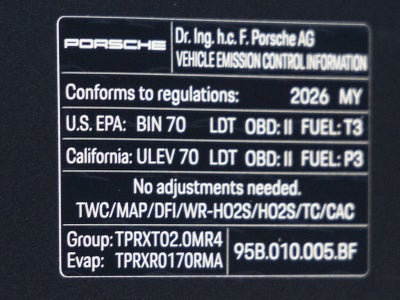 PORSCHE
Dr. Ing. h.c. F. Porsche AG
VEHICLE EMISSION CONTROL INFORMATION
Conforms to regulations: 2026 MY
U.S. EPA: BIN 70 LDT OBD: II FUEL: T3
California: ULEV 70 LDT OBD: II FUEL: P3
No adjustments needed.
TWC/MAP/DFI/WR-HO2S/HO2S/TC/CAC
Group: TPRXT02.0MR4
Evap: TPRXR0170RMA
95B.010.005.BF